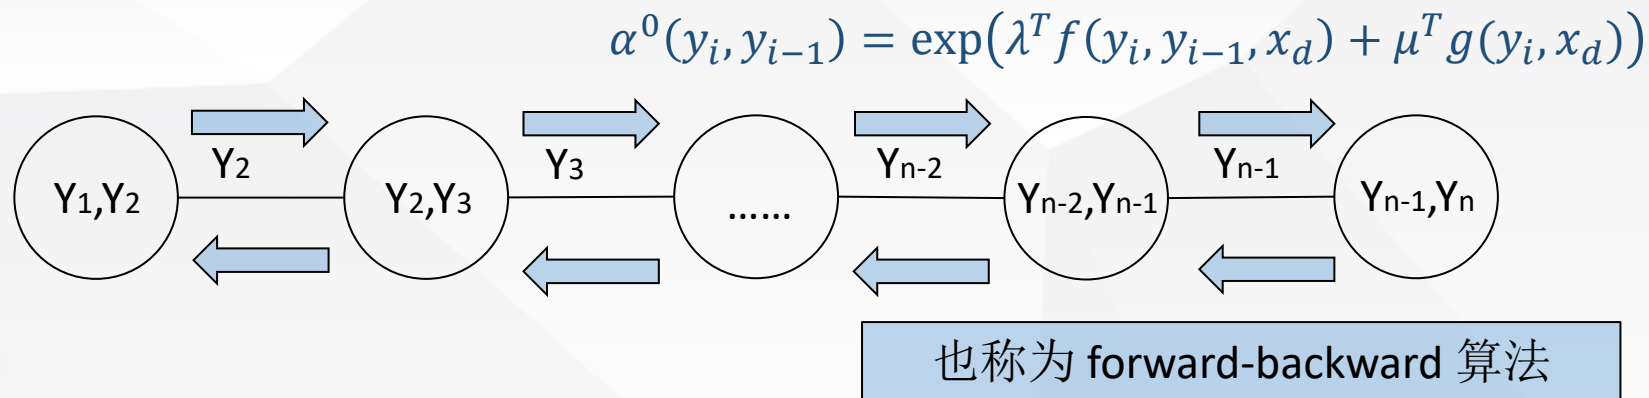 α⁰(yᵢ, yᵢ₋₁) = exp(λᵀf(yᵢ, yᵢ₋₁, x_d) + μᵀg(yᵢ, x_d))
Y2 Y3 Yn-2 Yn-1
Y1,Y2 Y2,Y3 …… Yn-2,Yn-1 Yn-1,Yn
也称为 forward-backward 算法